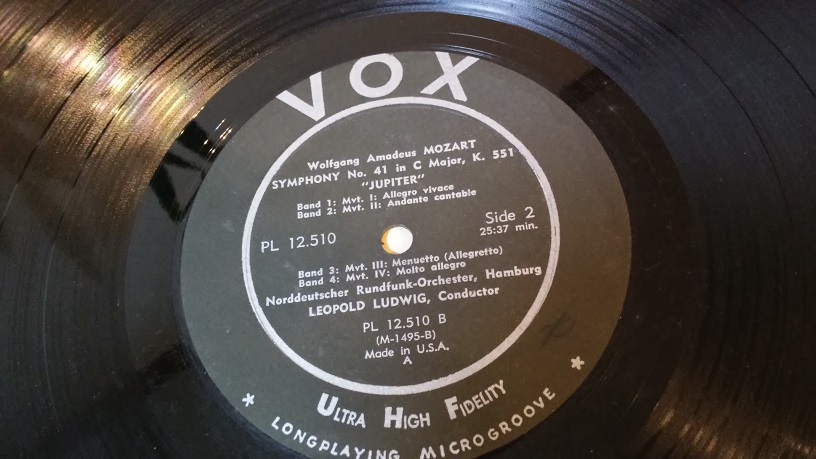 VOX
Wolfgang Amadeus MOZART
SYMPHONY No. 41 in C Major, K. 551
"JUPITER"
Band 1: Mvt. I: Allegro vivace
Band 2: Mvt. II: Andante cantabile
PL 12.510
Side 2
25:37 min.
Band 3: Mvt. III: Menuetto (Allegretto)
Band 4: Mvt. IV: Molto allegro
Norddeutscher Rundfunk-Orchester, Hamburg
LEOPOLD LUDWIG, Conductor
PL 12.510 B
(M-1495-B)
Made in U.S.A.
A
ULTRA HIGH FIDELITY
* LONGPLAYING MICROGROOVE *